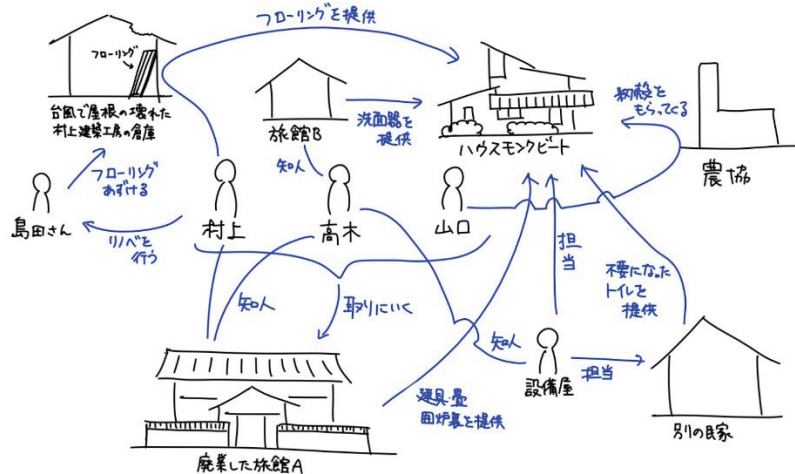 フローリングを提供
フローリング
台風で屋根の壊れた
村上建築工房の倉庫
旅館B
洗面器を
提供
ハウスモンクビート
籾殻を
もらってくる
農協
島田さん
フローリング
あずける
リノベを
行う
村上
知人
高木
山口
知人
取りにいく
担
当
不要になった
トイレを
提供
知人
設備屋
担当
建具・畳
囲炉裏を提供
廃業した旅館A
別の民家